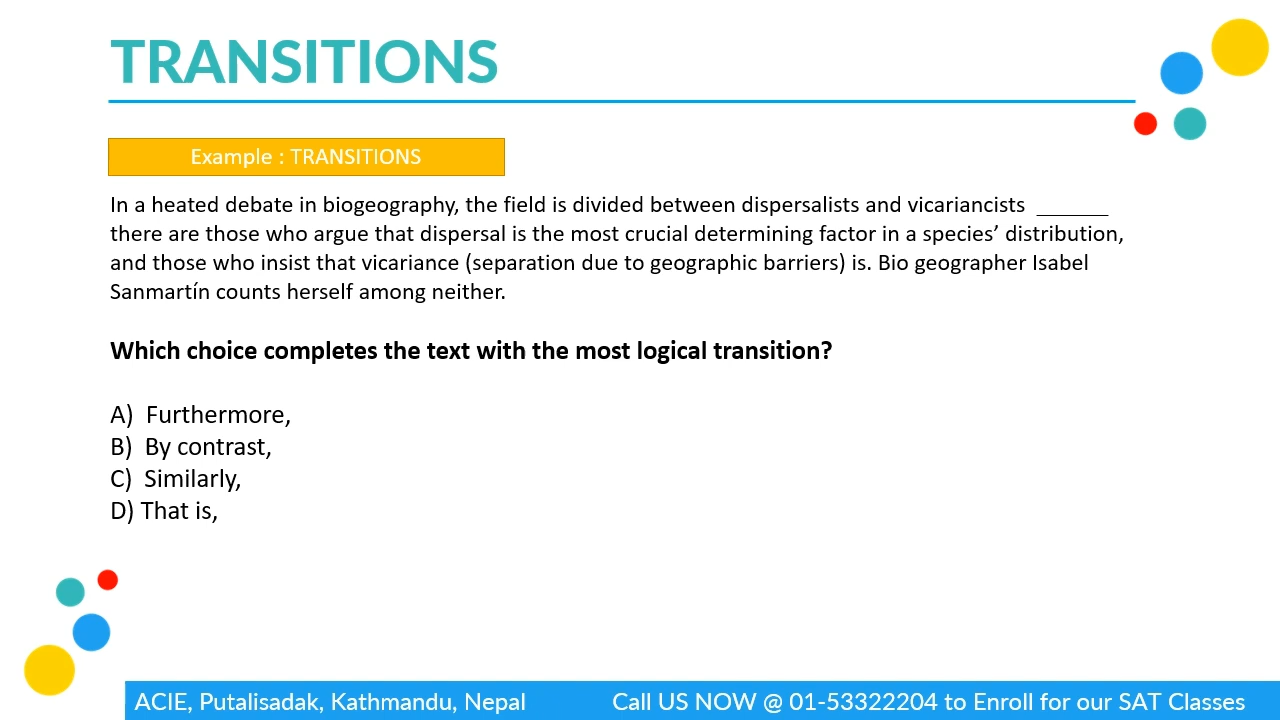 TRANSITIONS
Example : TRANSITIONS
In a heated debate in biogeography, the field is divided between dispersalists and vicariancists ______
there are those who argue that dispersal is the most crucial determining factor in a species’ distribution,
and those who insist that vicariance (separation due to geographic barriers) is. Bio geographer Isabel
Sanmartín counts herself among neither.
Which choice completes the text with the most logical transition?
A) Furthermore,
B) By contrast,
C) Similarly,
D) That is,
ACIE, Putalisadak, Kathmandu, Nepal Call US NOW @ 01-53322204 to Enroll for our SAT Classes